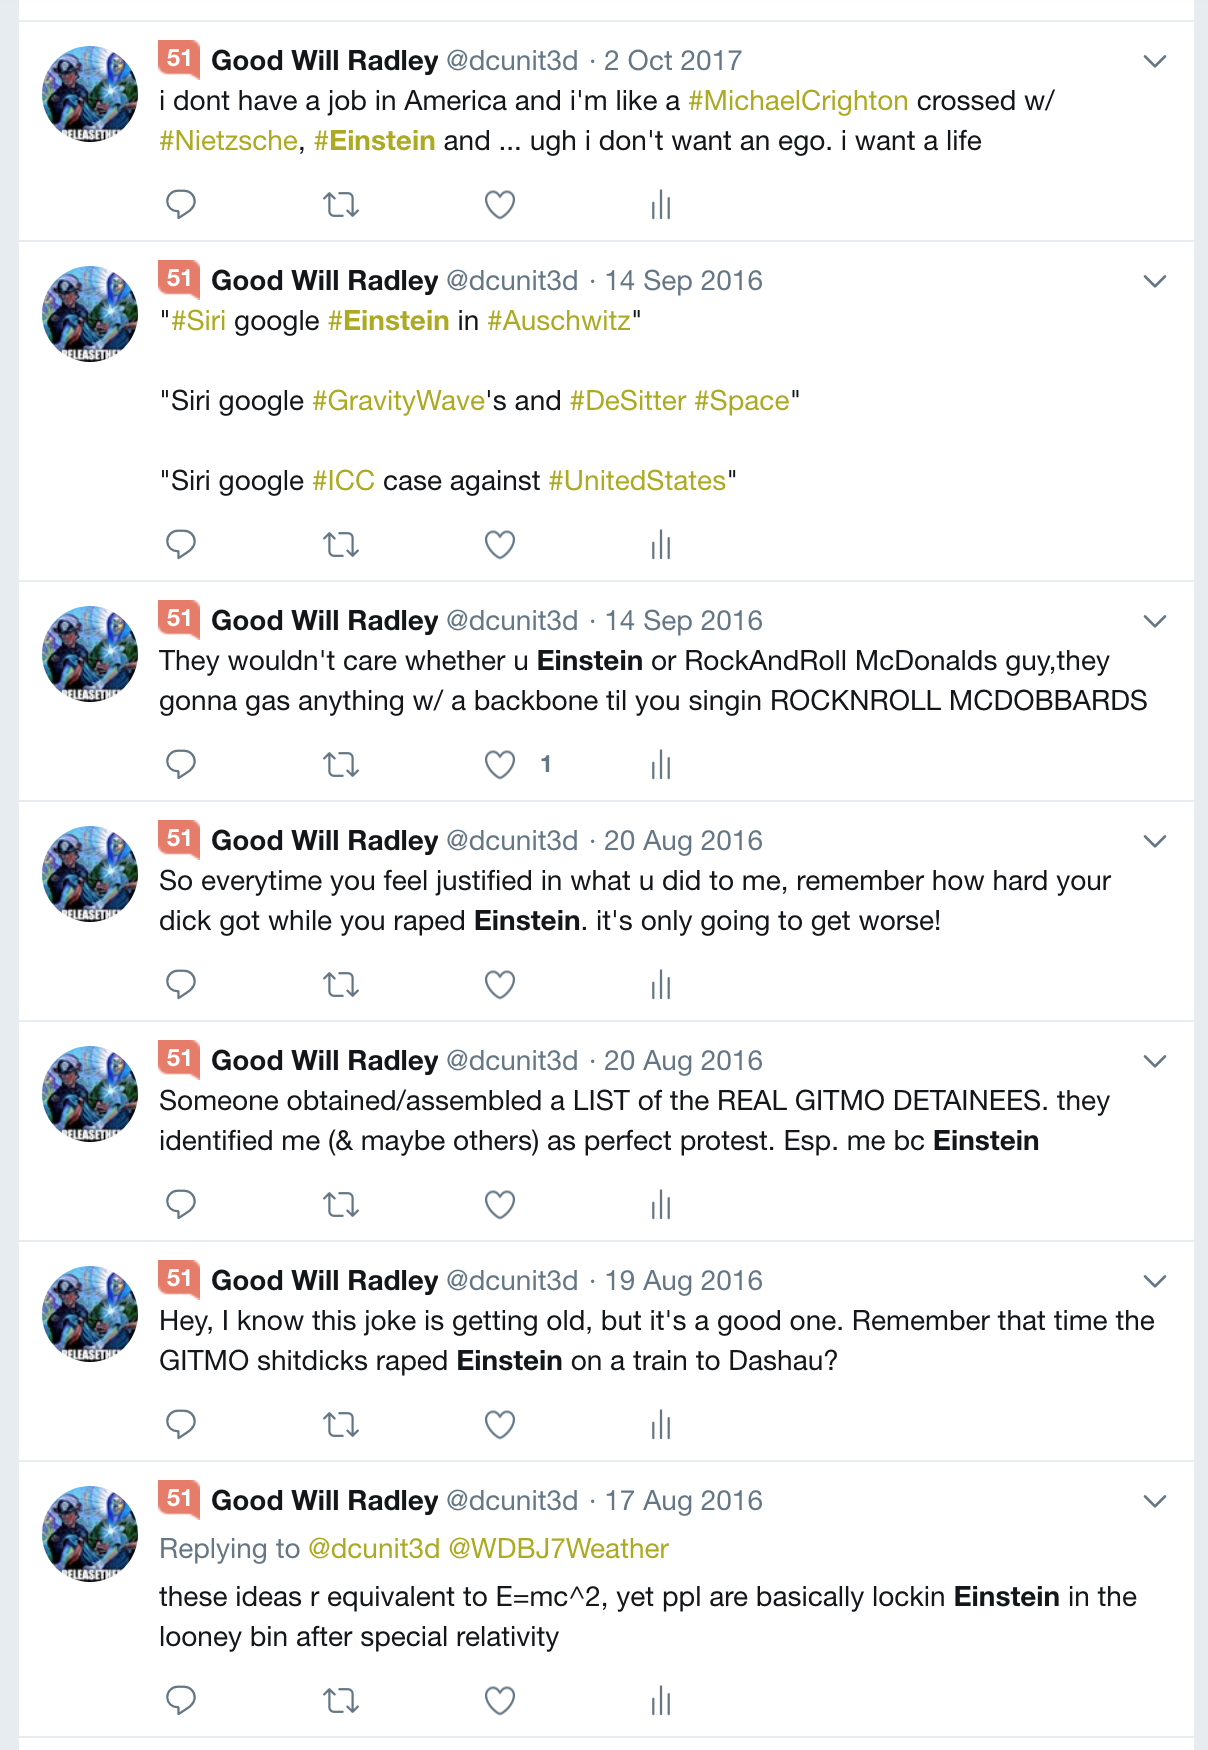 51 Good Will Radley @dcunit3d · 2 Oct 2017
i dont have a job in America and i'm like a #MichaelCrighton crossed w/
#Nietzsche, #Einstein and ... ugh i don't want an ego. i want a life
51 Good Will Radley @dcunit3d · 14 Sep 2016
"#Siri google #Einstein in #Auschwitz"
"Siri google #GravityWave's and #DeSitter #Space"
"Siri google #ICC case against #UnitedStates"
51 Good Will Radley @dcunit3d · 14 Sep 2016
They wouldn't care whether u Einstein or RockAndRoll McDonalds guy,they
gonna gas anything w/ a backbone til you singin ROCKNROLL MCDOBBARDS
1
51 Good Will Radley @dcunit3d · 20 Aug 2016
So everytime you feel justified in what u did to me, remember how hard your
dick got while you raped Einstein. it's only going to get worse!
51 Good Will Radley @dcunit3d · 20 Aug 2016
Someone obtained/assembled a LIST of the REAL GITMO DETAINEES. they
identified me (& maybe others) as perfect protest. Esp. me bc Einstein
51 Good Will Radley @dcunit3d · 19 Aug 2016
Hey, I know this joke is getting old, but it's a good one. Remember that time the
GITMO shitdicks raped Einstein on a train to Dashau?
51 Good Will Radley @dcunit3d · 17 Aug 2016
Replying to @dcunit3d @WDBJ7Weather
these ideas r equivalent to E=mc^2, yet ppl are basically lockin Einstein in the
looney bin after special relativity